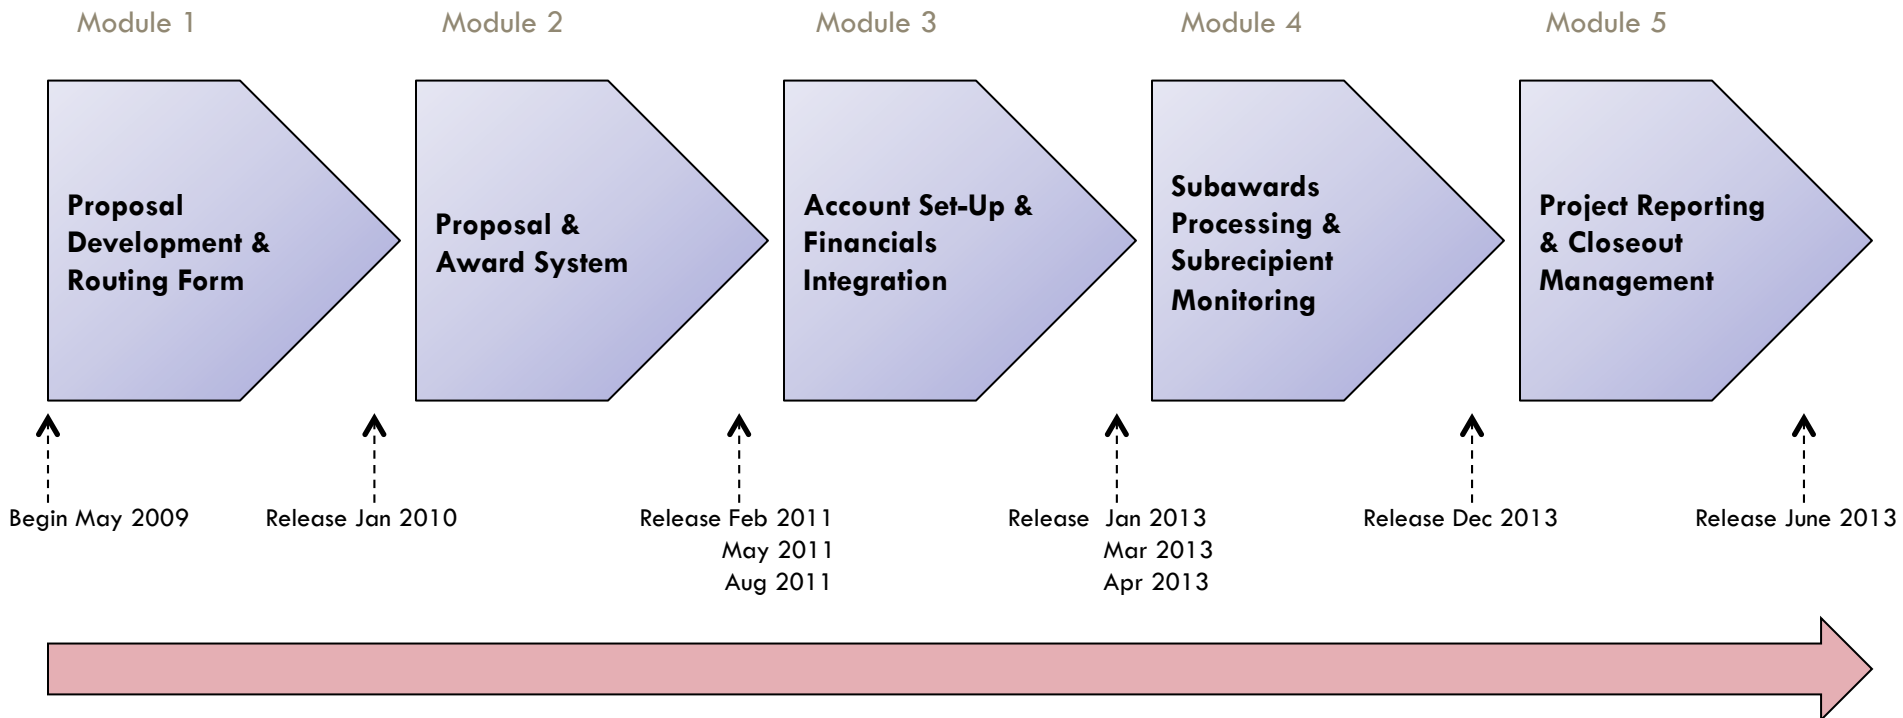 Module 1
Module 2
Module 3
Module 4
Module 5
Proposal
Development &
Routing Form
Proposal &
Award System
Account Set-Up &
Financials
Integration
Subawards
Processing &
Subrecipient
Monitoring
Project Reporting
& Closeout
Management
Begin May 2009
Release Jan 2010
Release Feb 2011
May 2011
Aug 2011
Release Jan 2013
Mar 2013
Apr 2013
Release Dec 2013
Release June 2013